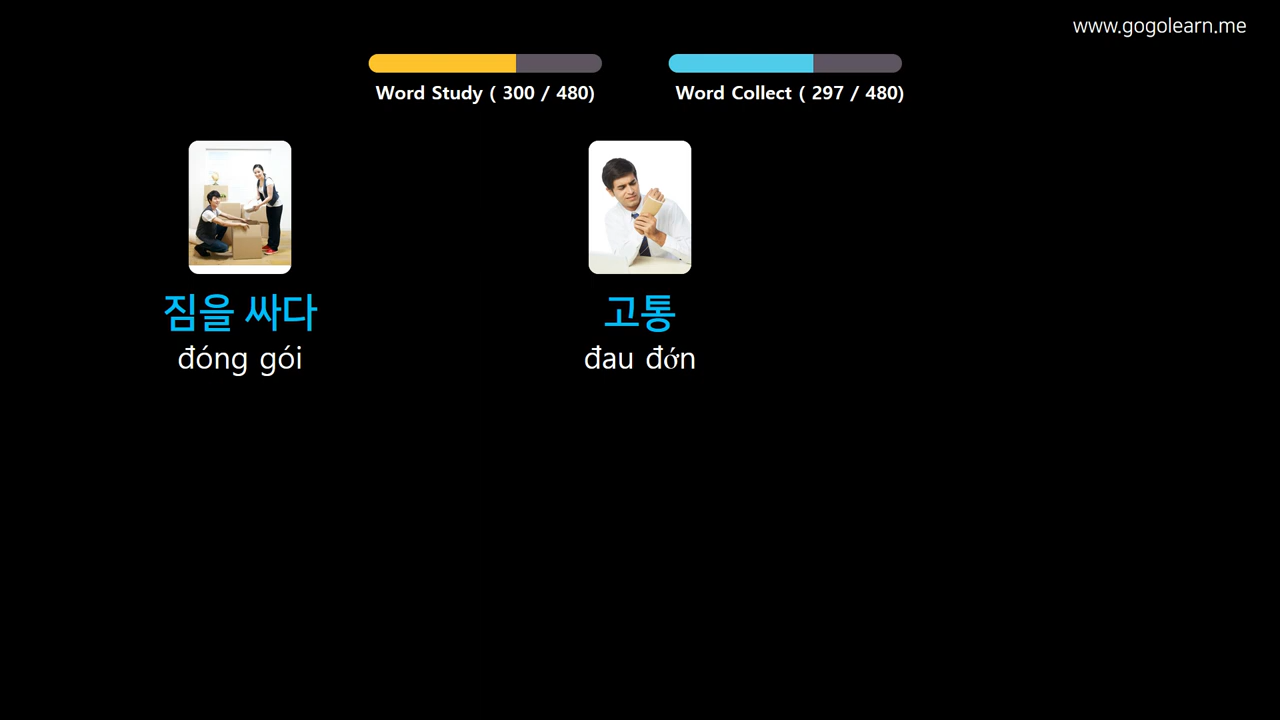 www.gogolearn.me
Word Study ( 300 / 480)
Word Collect ( 297 / 480)
짐을 싸다
đóng gói
고통
đau đớn